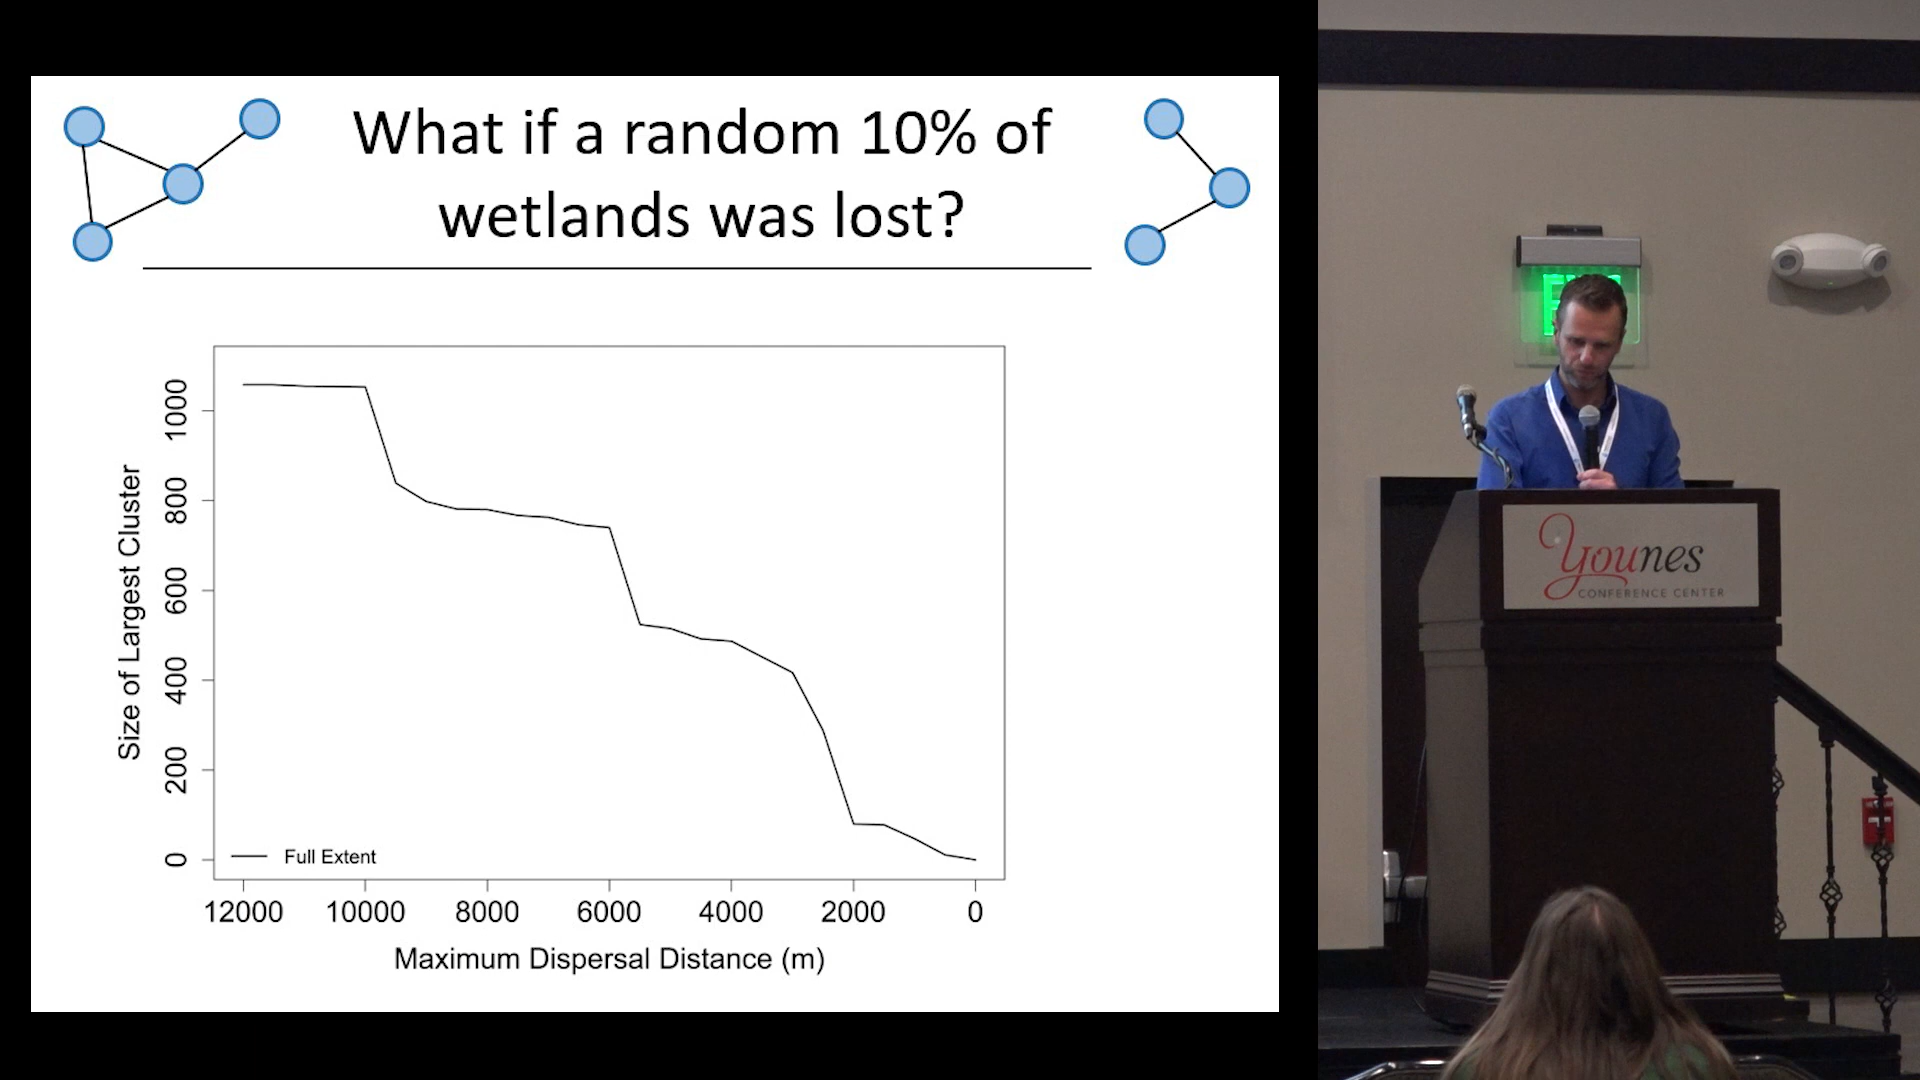 What if a random 10% of
wetlands was lost?
Size of Largest Cluster
1000
800
600
400
200
0
Full Extent
12000 10000 8000 6000 4000 2000 0
Maximum Dispersal Distance (m)
Younes
CONFERENCE CENTER